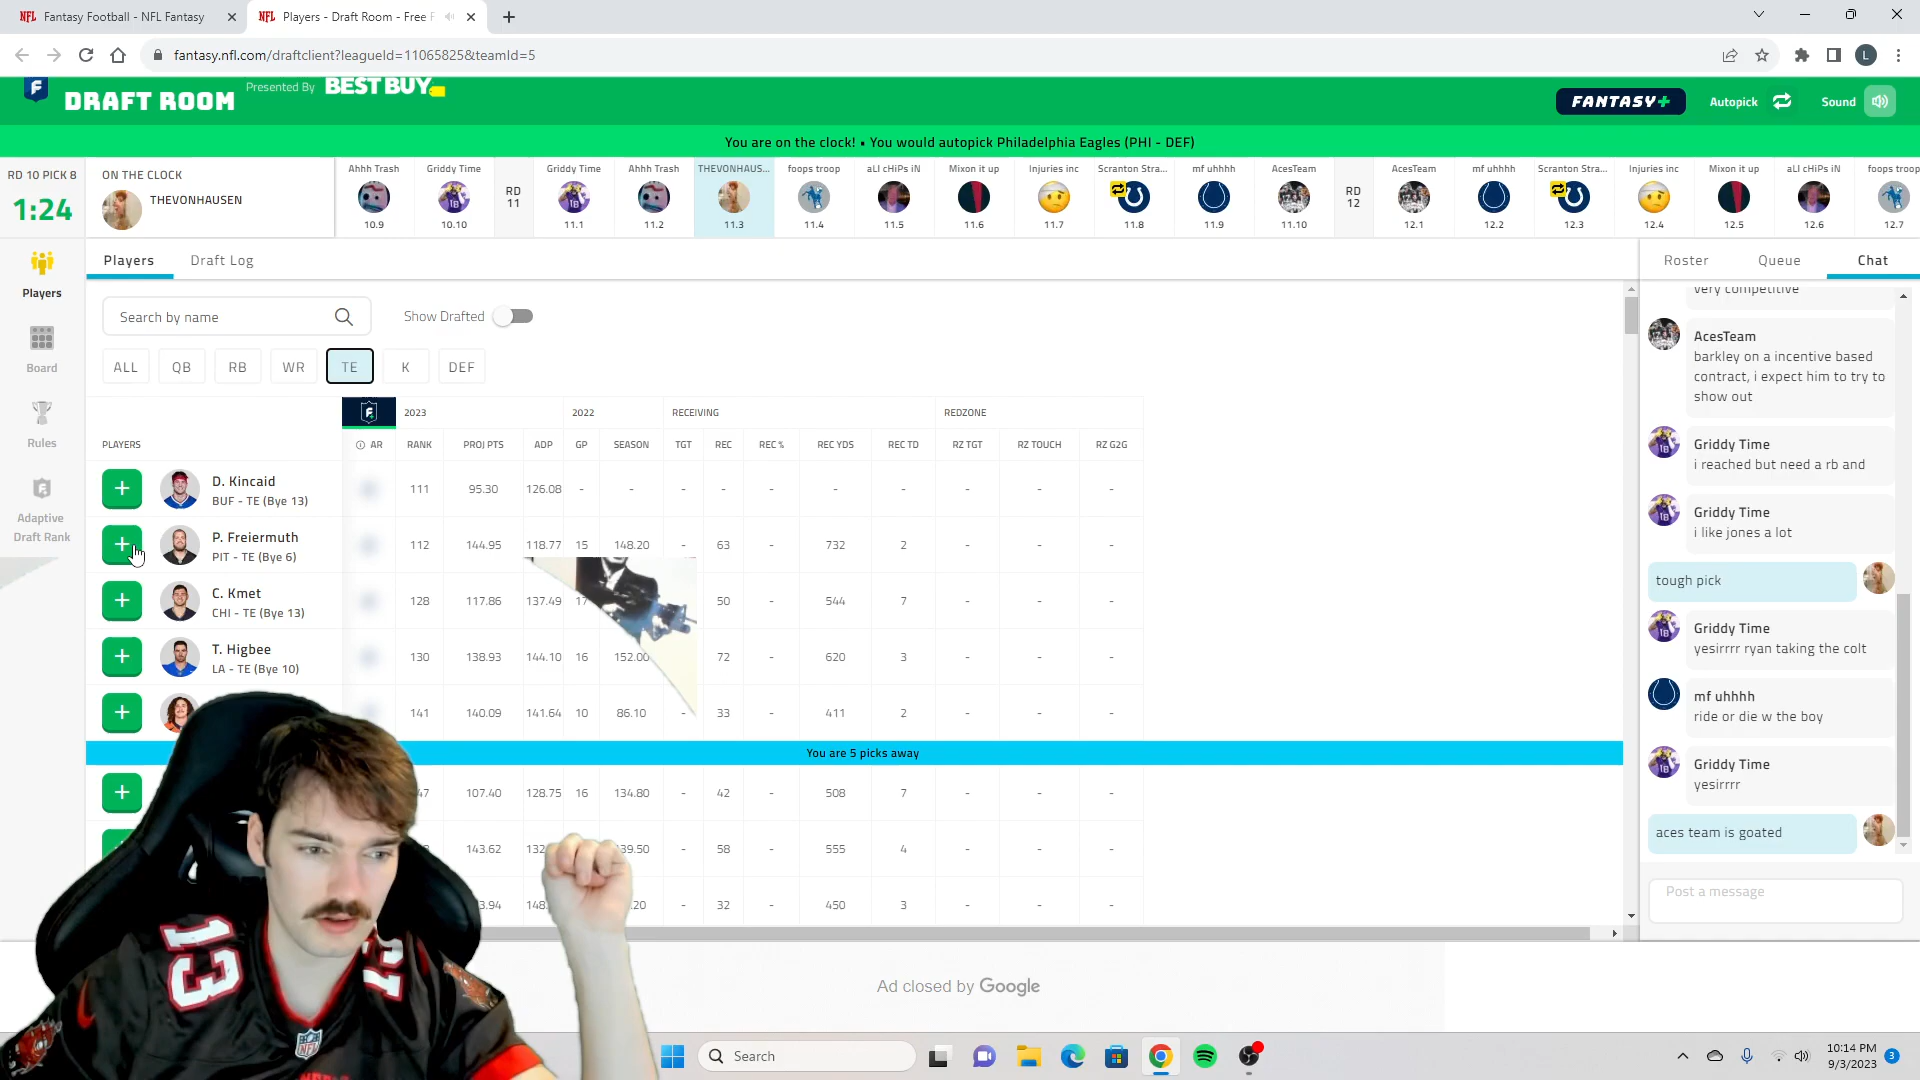 Fantasy Football - NFL Fantasy
Players - Draft Room - Free F
fantasy.nfl.com/draftclient?leagueId=11065825&teamId=5
L
DRAFT ROOM
Presented By BEST BUY
FANTASY+
Autopick
Sound
You are on the clock! • You would autopick Philadelphia Eagles (PHI - DEF)
RD 10 PICK 8
1:24
ON THE CLOCK
THEVONHAUSEN
Ahhh Trash
10.9
Griddy Time
10.10
RD
11
Griddy Time
11.1
Ahhh Trash
11.2
THEVONHAUS...
11.3
foops troop
11.4
aLl cHiPs iN
11.5
Mixon it up
11.6
Injuries inc
11.7
Scranton Stra...
11.8
mf uhhhh
11.9
AcesTeam
11.10
RD
12
AcesTeam
12.1
mf uhhhh
12.2
Scranton Stra...
12.3
Injuries inc
12.4
Mixon it up
12.5
aLl cHiPs iN
12.6
foops troop
12.7
Players
Board
Rules
Adaptive
Draft Rank
Players
Draft Log
Search by name
Show Drafted
ALL
QB
RB
WR
TE
K
DEF
2023
2022
RECEIVING
REDZONE
PLAYERS
AR
RANK
PROJ PTS
ADP
GP
SEASON
TGT
REC
REC %
REC YDS
REC TD
RZ TGT
RZ TOUCH
RZ G2G
D. Kincaid
BUF - TE (Bye 13)
111 95.30 126.08 - - - - - - - - - -
P. Freiermuth
PIT - TE (Bye 6)
112 144.95 118.77 15 148.20 - 63 - 732 2 - - -
C. Kmet
CHI - TE (Bye 13)
128 117.86 137.49 17 50 - 544 7 - - -
T. Higbee
LA - TE (Bye 10)
130 138.93 144.10 16 152.00 72 - 620 3 - - -
141 140.09 141.64 10 86.10 - 33 - 411 2 - - -
You are 5 picks away
47 107.40 128.75 16 134.80 - 42 - 508 7 - - -
143.62 132 39.50 - 58 - 555 4 - - -
3.94 148. .20 - 32 - 450 3 - - -
Roster
Queue
Chat
very competitive
AcesTeam
barkley on a incentive based
contract, i expect him to try to
show out
Griddy Time
i reached but need a rb and
Griddy Time
i like jones a lot
tough pick
Griddy Time
yesirrrr ryan taking the colt
mf uhhhh
ride or die w the boy
Griddy Time
yesirrrr
aces team is goated
Post a message
Ad closed by Google
13
NFL
Search
10:14 PM
9/3/2023
3